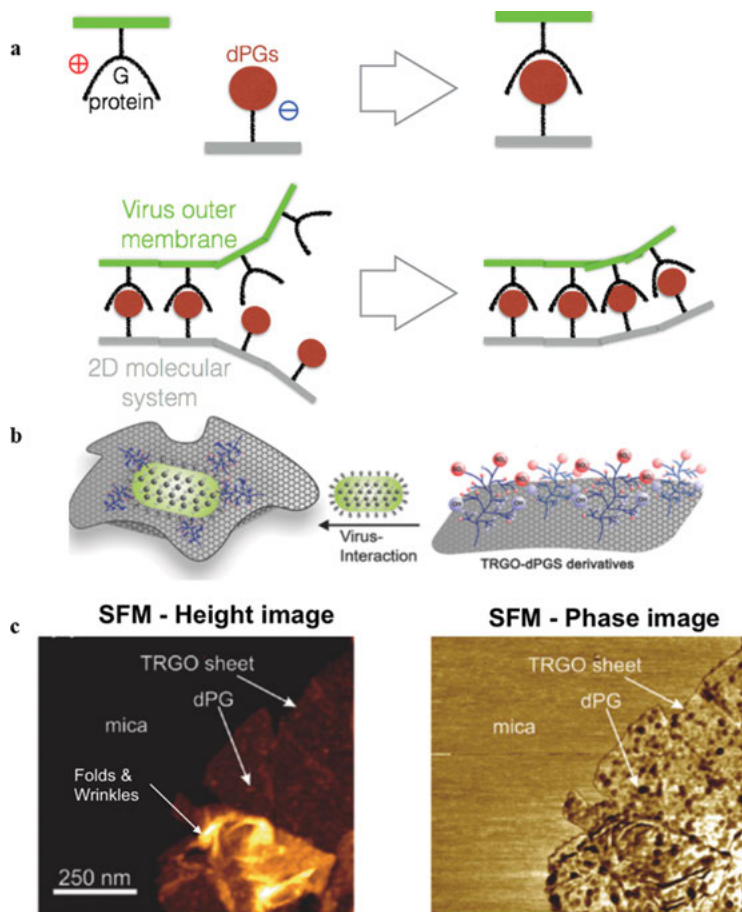 a
G
protein
dPGs
Virus outer
membrane
2D molecular
system
b
Virus-
Interaction
TRGO-dPGS derivatives
c
SFM - Height image
TRGO sheet
dPG
mica
Folds &
Wrinkles
250 nm
SFM - Phase image
TRGO sheet
dPG
mica